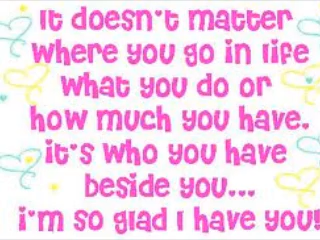 it doesn't matter
where you go in life
what you do or
how much you have.
it's who you have
beside you...
i'm so glad i have you!